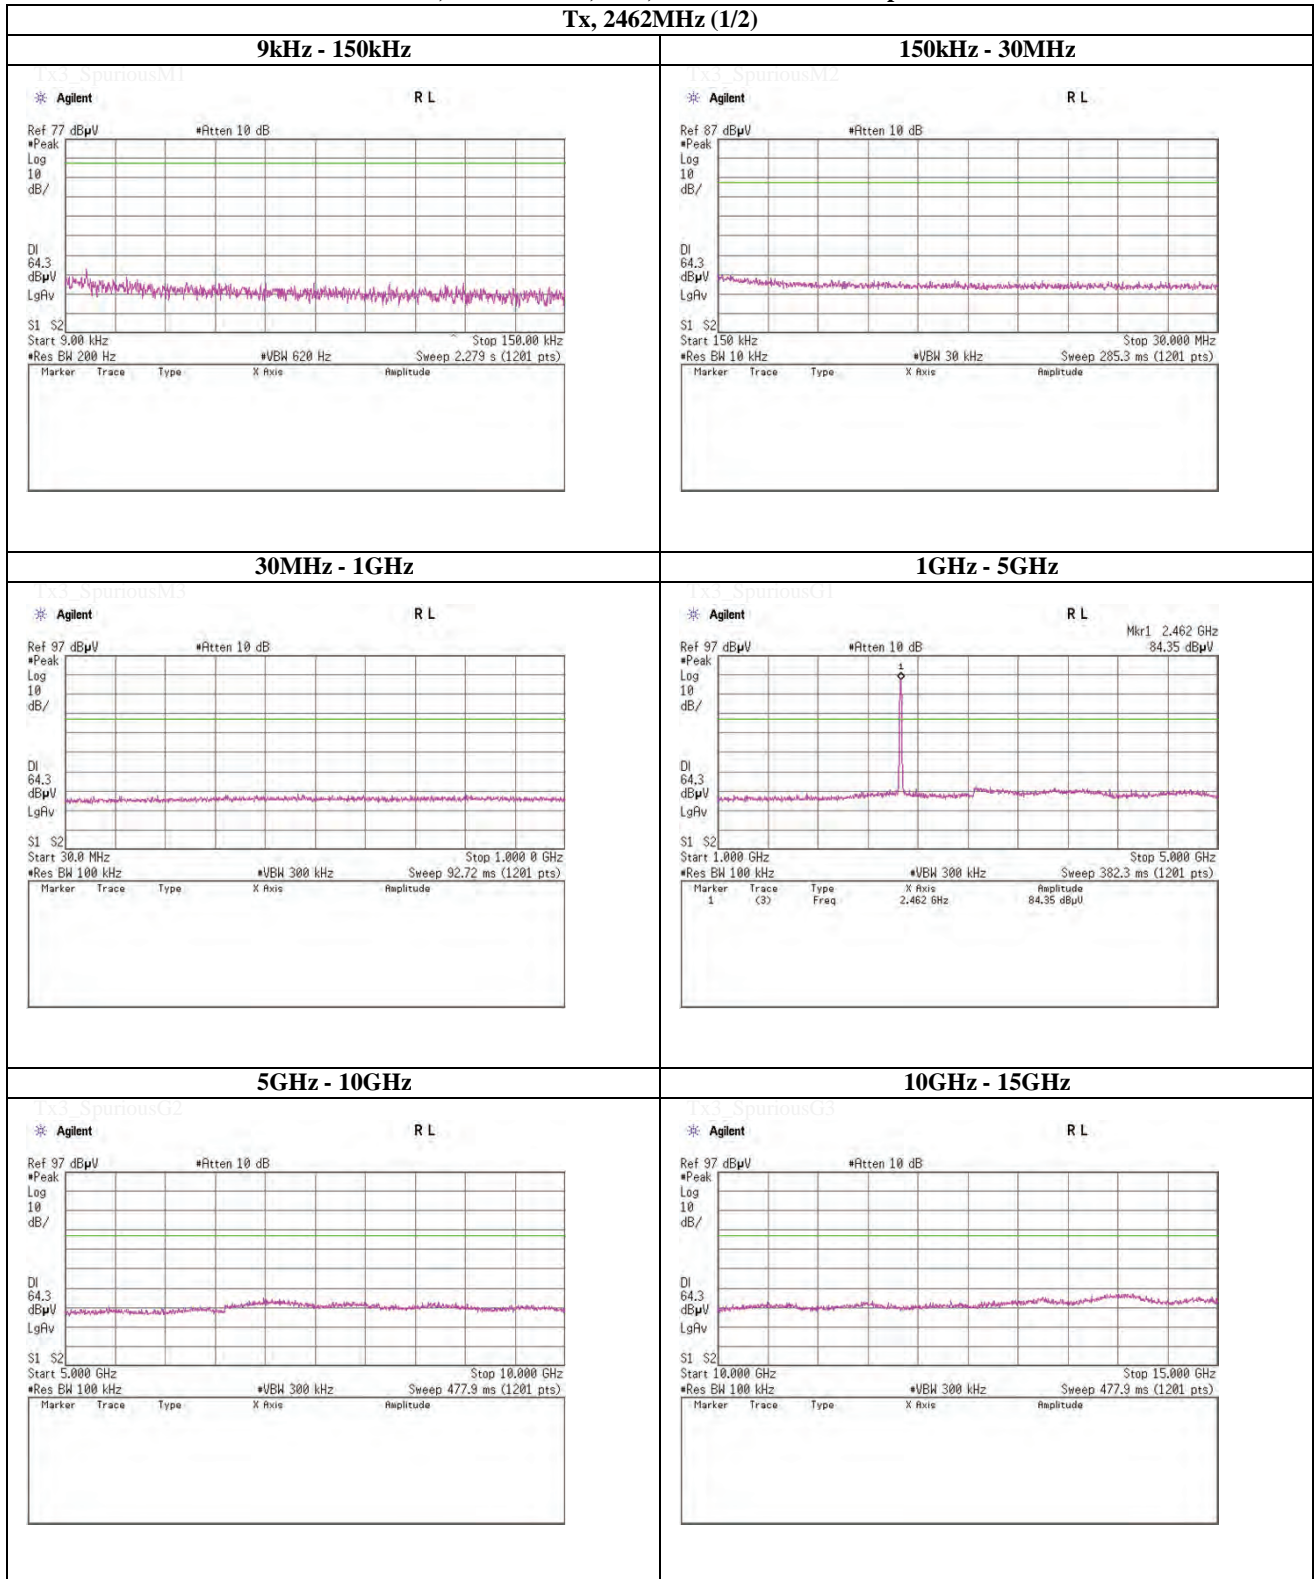 Tx, 2462MHz (1/2)
9kHz - 150kHz
150kHz - 30MHz
Tx3_SpuriousM1
Agilent
R L
Ref 77 dBµV
#Atten 10 dB
#Peak
Log
10
dB/
DI
64.3
dBµV
LgAv
S1 S2
Start 9.00 kHz
Stop 150.00 kHz
#Res BW 200 Hz
#VBW 620 Hz
Sweep 2.279 s (1201 pts)
Marker Trace Type X Axis Amplitude
Tx3_SpuriousM2
Agilent
R L
Ref 87 dBµV
#Atten 10 dB
#Peak
Log
10
dB/
DI
64.3
dBµV
LgAv
S1 S2
Start 150 kHz
Stop 30.000 MHz
#Res BW 10 kHz
#VBW 30 kHz
Sweep 285.3 ms (1201 pts)
Marker Trace Type X Axis Amplitude
30MHz - 1GHz
1GHz - 5GHz
Tx3_SpuriousM3
Agilent
R L
Ref 97 dBµV
#Atten 10 dB
#Peak
Log
10
dB/
DI
64.3
dBµV
LgAv
S1 S2
Start 30.0 MHz
Stop 1.000 0 GHz
#Res BW 100 kHz
#VBW 300 kHz
Sweep 92.72 ms (1201 pts)
Marker Trace Type X Axis Amplitude
Tx3_SpuriousG1
Agilent
R L
Mkr1 2.462 GHz
Ref 97 dBµV
#Atten 10 dB
84.35 dBµV
#Peak
Log
10
dB/
1
DI
64.3
dBµV
LgAv
S1 S2
Start 1.000 GHz
Stop 5.000 GHz
#Res BW 100 kHz
#VBW 300 kHz
Sweep 382.3 ms (1201 pts)
Marker Trace Type X Axis Amplitude
1 (3) Freq 2.462 GHz 84.35 dBµV
5GHz - 10GHz
10GHz - 15GHz
Tx3_SpuriousG2
Agilent
R L
Ref 97 dBµV
#Atten 10 dB
#Peak
Log
10
dB/
DI
64.3
dBµV
LgAv
S1 S2
Start 5.000 GHz
Stop 10.000 GHz
#Res BW 100 kHz
#VBW 300 kHz
Sweep 477.9 ms (1201 pts)
Marker Trace Type X Axis Amplitude
Tx3_SpuriousG3
Agilent
R L
Ref 97 dBµV
#Atten 10 dB
#Peak
Log
10
dB/
DI
64.3
dBµV
LgAv
S1 S2
Start 10.000 GHz
Stop 15.000 GHz
#Res BW 100 kHz
#VBW 300 kHz
Sweep 477.9 ms (1201 pts)
Marker Trace Type X Axis Amplitude